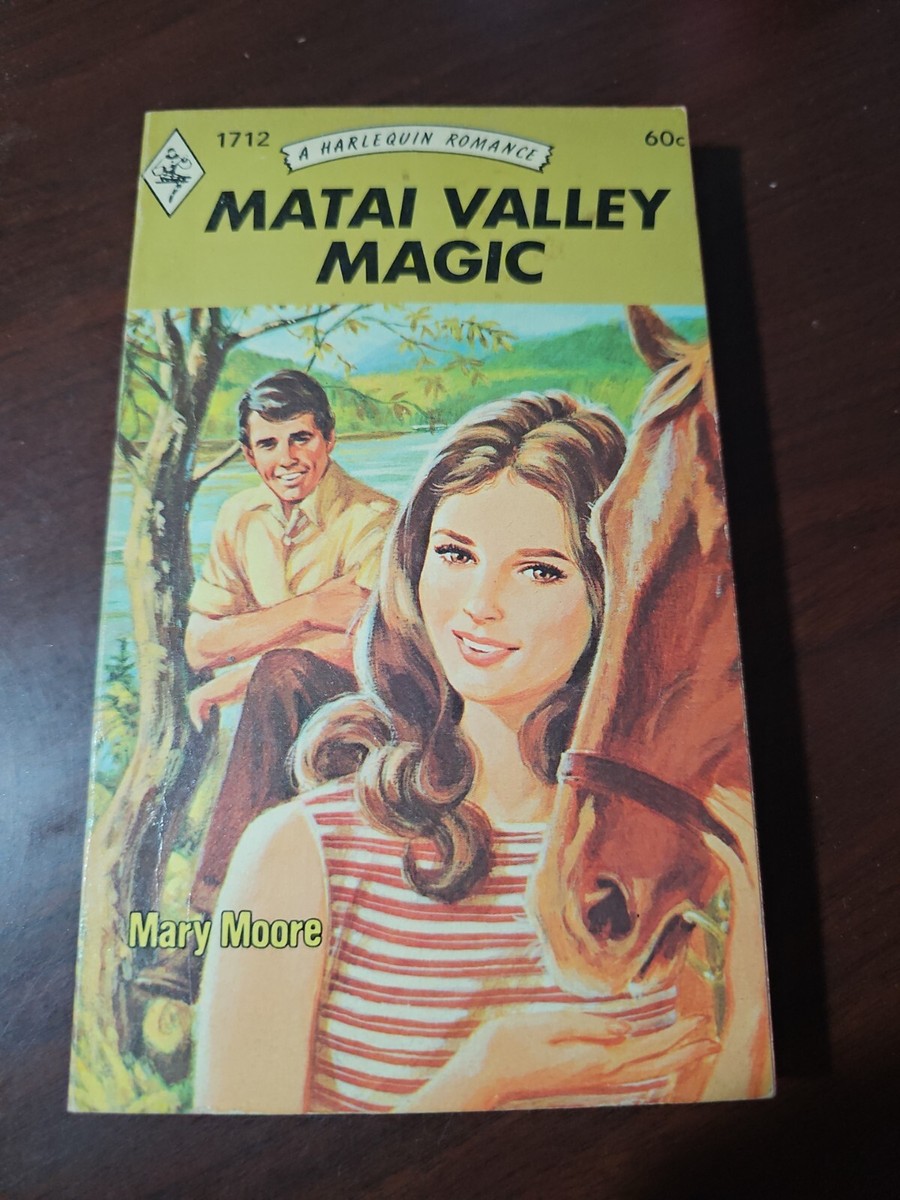 1712
A HARLEQUIN ROMANCE
60c
MATAI VALLEY
MAGIC
Mary Moore